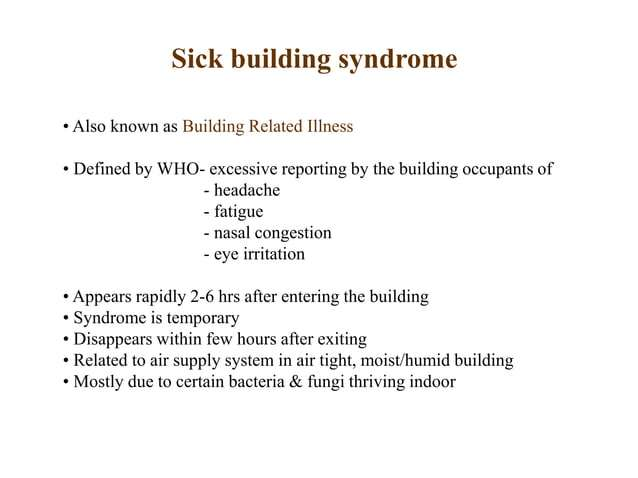 Sick building syndrome
• Also known as Building Related Illness
• Defined by WHO- excessive reporting by the building occupants of
- headache
- fatigue
- nasal congestion
- eye irritation
• Appears rapidly 2-6 hrs after entering the building
• Syndrome is temporary
• Disappears within few hours after exiting
• Related to air supply system in air tight, moist/humid building
• Mostly due to certain bacteria & fungi thriving indoor